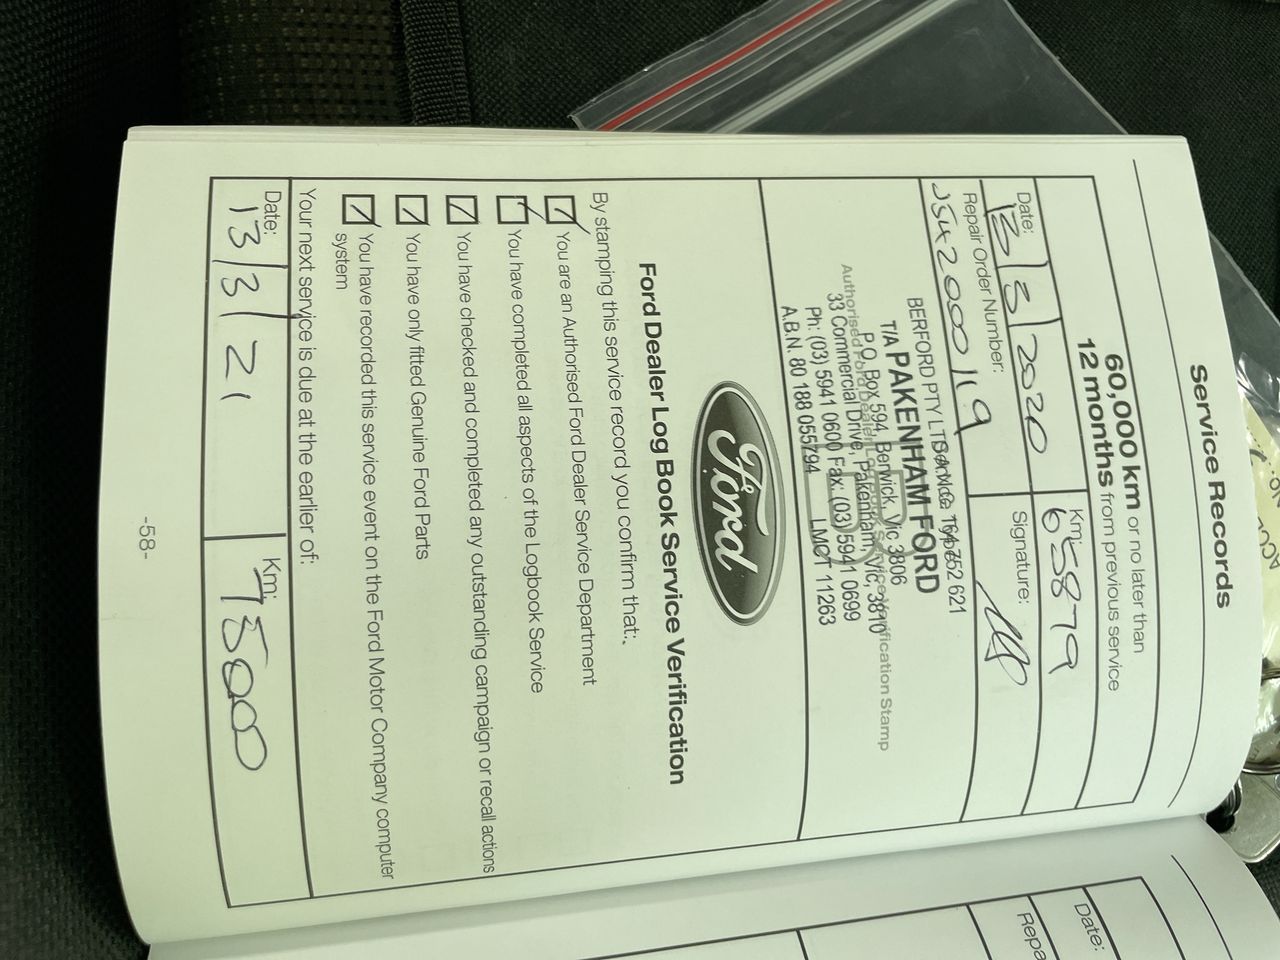 Service Records
60,000 km or no later than
12 months from previous service
Date: 13/3/2020
Km: 65879
Repair Order Number:
Signature:
BERFORD PTY LTD
T/A PAKENHAM FORD
P.O. Box 594, Berwick, Vic 3806
33 Commercial Drive, Pakenham, Vic, 3810
Ph: (03) 5941 0600 Fax: (03) 5941 0699
A.B.N. 80 188 055794 LMCT 11263
Authorised Ford Dealer Service Verification Stamp
Ford
Ford Dealer Log Book Service Verification
By stamping this service record you confirm that:.
You are an Authorised Ford Dealer Service Department
You have completed all aspects of the Logbook Service
You have checked and completed any outstanding campaign or recall actions
You have only fitted Genuine Ford Parts
You have recorded this service event on the Ford Motor Company computer
system
Your next service is due at the earlier of:
Date: 13/3/21
Km: 75000
-58-
Date:
Repa